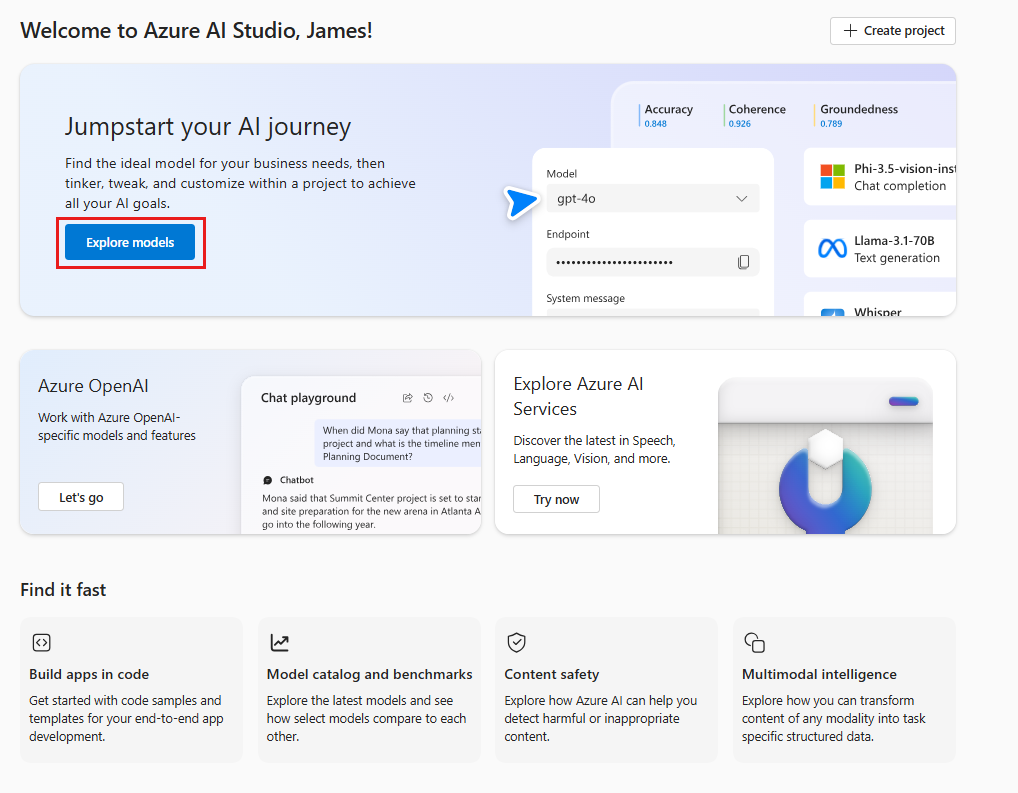 Welcome to Azure AI Studio, James!
Create project
Jumpstart your AI journey
Find the ideal model for your business needs, then
tinker, tweak, and customize within a project to achieve
all your AI goals.
Explore models
Accuracy
0.848
Coherence
0.926
Groundedness
0.789
Model
gpt-4o
Endpoint
•••••••••••••••••••••••
System message
Phi-3.5-vision-inst
Chat completion
Llama-3.1-70B
Text generation
Whisper
Azure OpenAI
Work with Azure OpenAI-
specific models and features
Let's go
Chat playground
When did Mona say that planning sta
project and what is the timeline men
Planning Document?
Chatbot
Mona said that Summit Center project is set to star
and site preparation for the new arena in Atlanta A
go into the following year.
Explore Azure AI
Services
Discover the latest in Speech,
Language, Vision, and more.
Try now
Find it fast
Build apps in code
Get started with code samples and
templates for your end-to-end app
development.
Model catalog and benchmarks
Explore the latest models and see
how select models compare to each
other.
Content safety
Explore how Azure AI can help you
detect harmful or inappropriate
content.
Multimodal intelligence
Explore how you can transform
content of any modality into task
specific structured data.